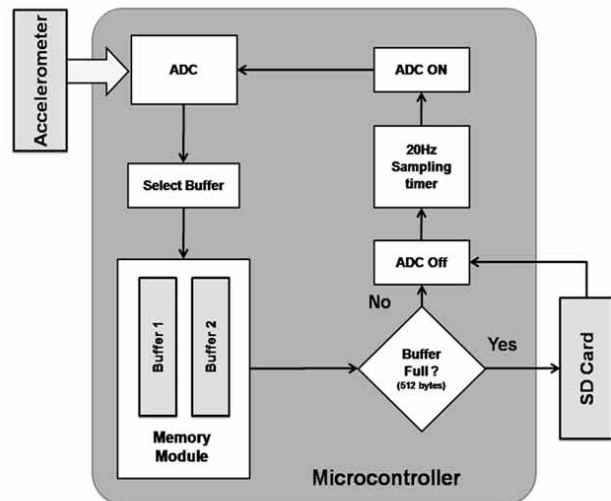 Accelerometer
ADC
ADC ON
20Hz
Sampling
timer
Select Buffer
ADC Off
Buffer 1
Buffer 2
Memory
Module
No
Buffer
Full ?
(512 bytes)
Yes
SD Card
Microcontroller